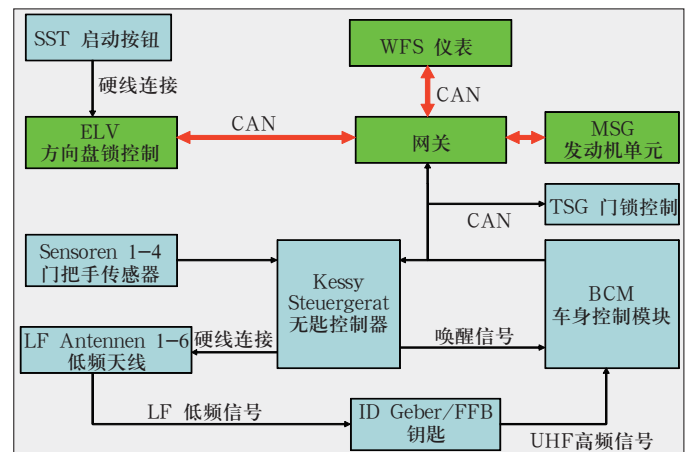 SST 启动按钮
WFS 仪表
硬线连接
CAN
ELV
方向盘锁控制
CAN
网关
MSG
发动机单元
TSG 门锁控制
CAN
Sensoren 1—4
门把手传感器
Kessy
Steuergerat
无匙控制器
BCM
车身控制模块
LF Antennen 1—6
低频天线
硬线连接
唤醒信号
LF 低频信号
ID Geber/FFB
钥匙
UHF高频信号